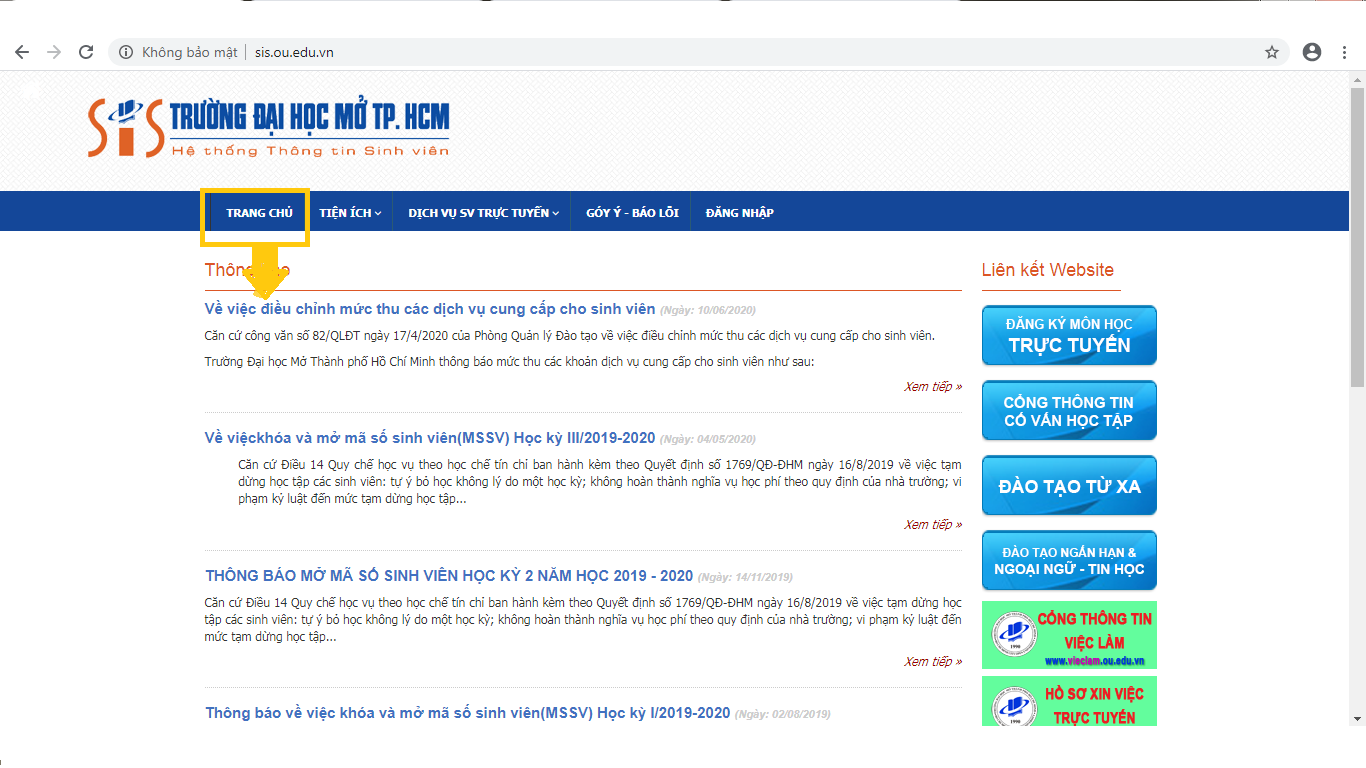 Không bảo mật | sis.ou.edu.vn
SiS TRƯỜNG ĐẠI HỌC MỞ TP. HCM
Hệ thống Thông tin Sinh viên
TRANG CHỦ TIỆN ÍCH DỊCH VỤ SV TRỰC TUYẾN GÓY Ý - BÁO LỖI ĐĂNG NHẬP
Về việc điều chỉnh mức thu các dịch vụ cung cấp cho sinh viên (Ngày: 10/06/2020)
Căn cứ công văn số 82/QLĐT ngày 17/4/2020 của Phòng Quản lý Đào tạo về việc điều chỉnh mức thu các dịch vụ cung cấp cho sinh viên.
Trường Đại học Mở Thành phố Hồ Chí Minh thông báo mức thu các khoản dịch vụ cung cấp cho sinh viên như sau:
Xem tiếp »
Về việckhóa và mở mã số sinh viên(MSSV) Học kỳ III/2019-2020 (Ngày: 04/05/2020)
Căn cứ Điều 14 Quy chế học vụ theo học chế tín chỉ ban hành kèm theo Quyết định số 1769/QĐ-ĐHM ngày 16/8/2019 về việc tạm
dừng học tập các sinh viên: tự ý bỏ học không lý do một học kỳ; không hoàn thành nghĩa vụ học phí theo quy định của nhà trường; vi
phạm kỷ luật đến mức tạm dừng học tập...
Xem tiếp »
THÔNG BÁO MỞ MÃ SỐ SINH VIÊN HỌC KỲ 2 NĂM HỌC 2019 - 2020 (Ngày: 14/11/2019)
Căn cứ Điều 14 Quy chế học vụ theo học chế tín chỉ ban hành kèm theo Quyết định số 1769/QĐ-ĐHM ngày 16/8/2019 về việc tạm dừng học
tập các sinh viên: tự ý bỏ học không lý do một học kỳ; không hoàn thành nghĩa vụ học phí theo quy định của nhà trường; vi phạm kỷ luật đến
mức tạm dừng học tập...
Xem tiếp »
Thông báo về việc khóa và mở mã số sinh viên(MSSV) Học kỳ I/2019-2020 (Ngày: 02/08/2019)
Liên kết Website
ĐĂNG KÝ MÔN HỌC
TRỰC TUYẾN
CỔNG THÔNG TIN
CỐ VẤN HỌC TẬP
ĐÀO TẠO TỪ XA
ĐÀO TẠO NGẮN HẠN &
NGOẠI NGỮ - TIN HỌC
CỔNG THÔNG TIN
VIỆC LÀM
www.vieclam.ou.edu.vn
1990
HỒ SƠ XIN VIỆC
TRỰC TUYẾN
1990